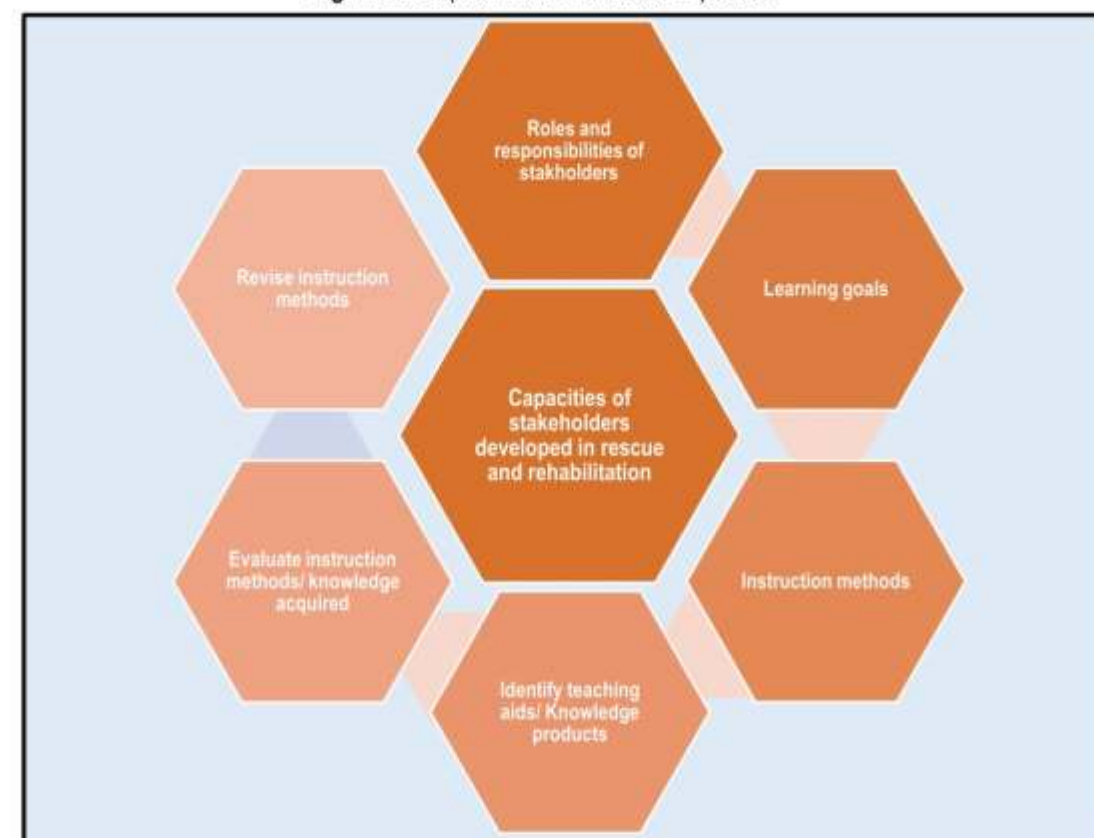 Roles and
responsibilities of
stakholders
Learning goals
Instruction methods
Identify teaching
aids/ Knowledge
products
Evaluate instruction
methods/ knowledge
acquired
Revise instruction
methods
Capacities of
stakeholders
developed in rescue
and rehabilitation